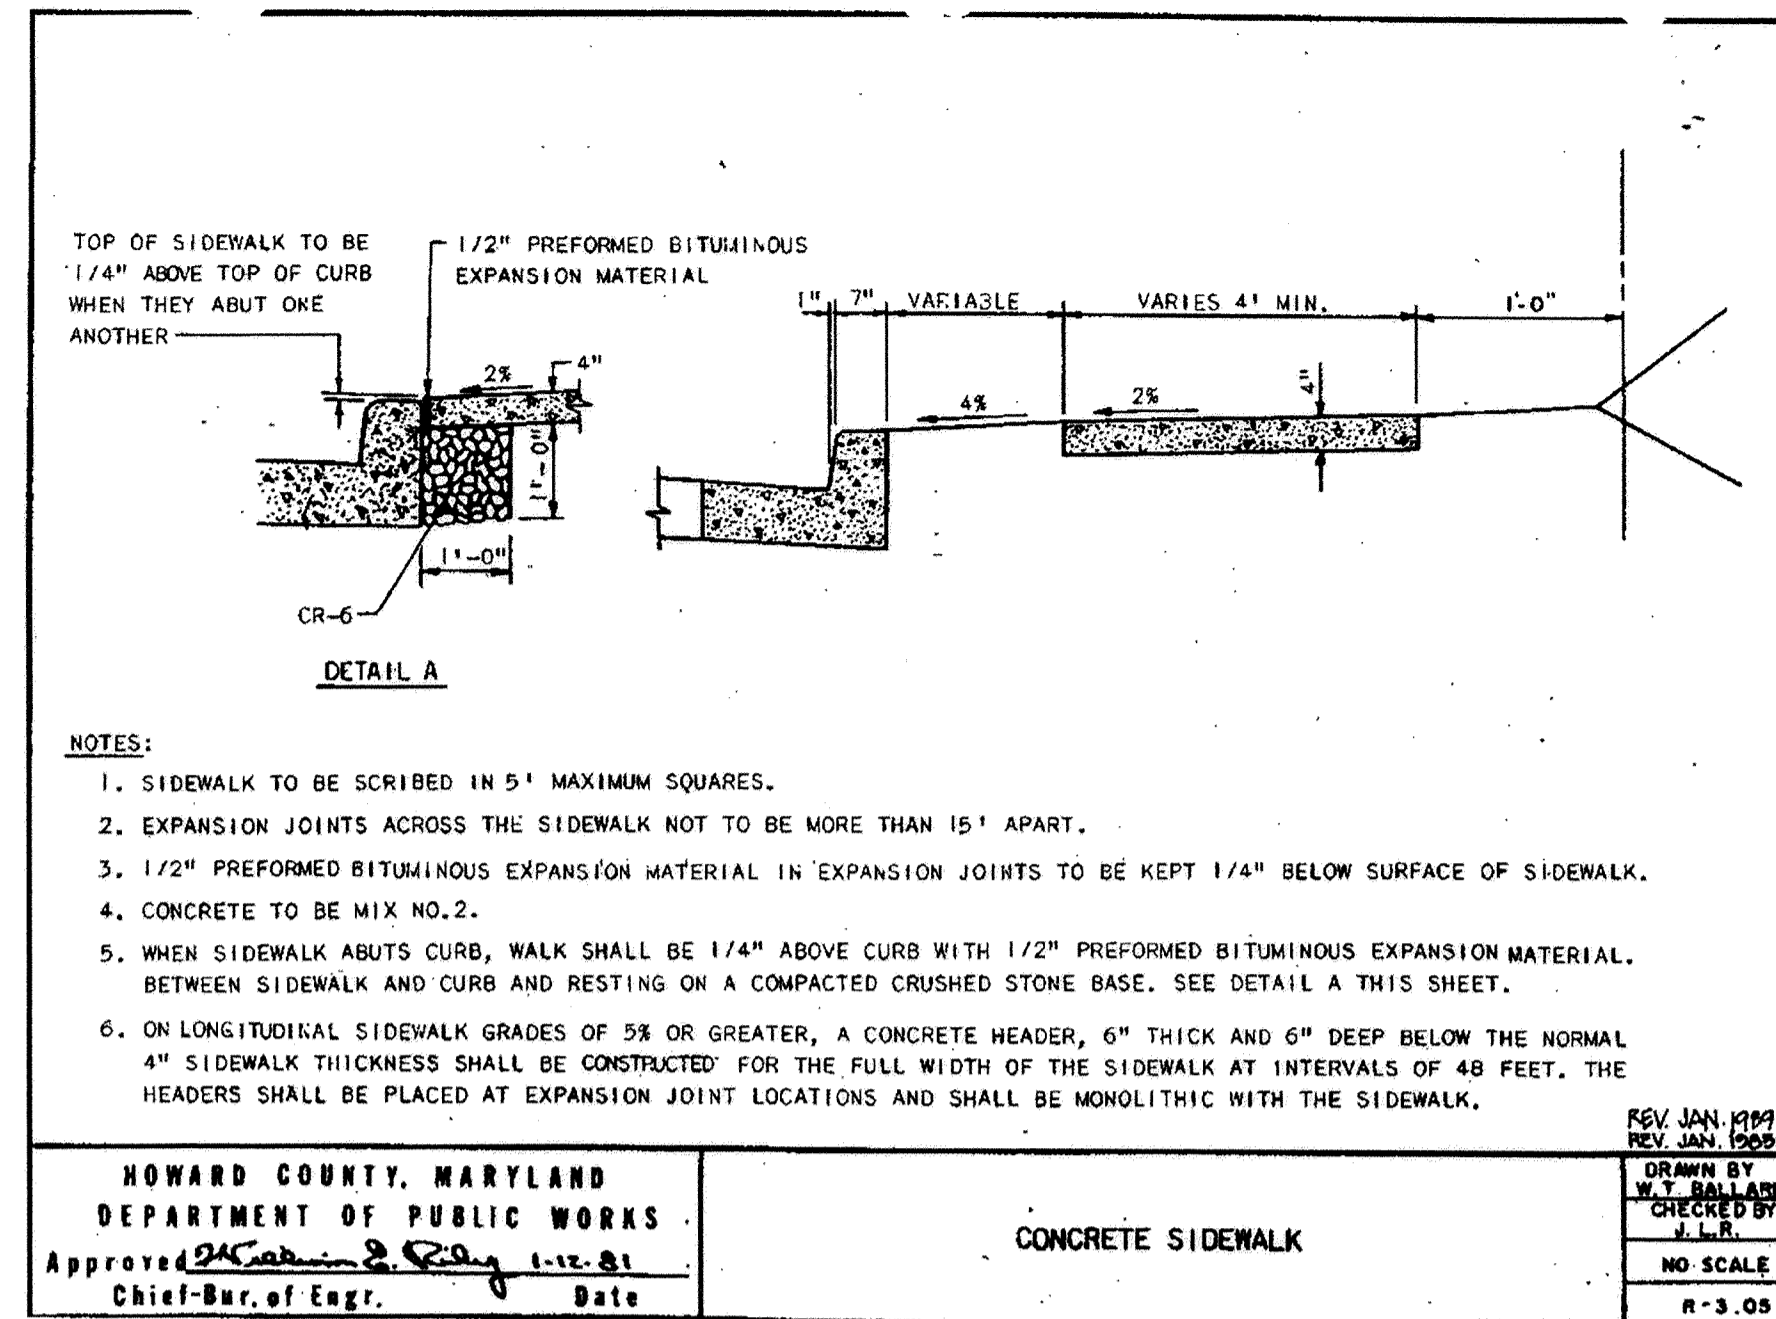 TOP OF SIDEWALK TO BE
1/4" ABOVE TOP OF CURB
WHEN THEY ABUT ONE
ANOTHER
1/2" PREFORMED BITUMINOUS
EXPANSION MATERIAL
2%
4"
1'-0"
1'-0"
CR-6
DETAIL A
1"
7"
VARIABLE
VARIES 4' MIN.
1'-0"
4%
2%
4"
NOTES:
1. SIDEWALK TO BE SCRIBED IN 5' MAXIMUM SQUARES.
2. EXPANSION JOINTS ACROSS THE SIDEWALK NOT TO BE MORE THAN 15' APART.
3. 1/2" PREFORMED BITUMINOUS EXPANSION MATERIAL IN EXPANSION JOINTS TO BE KEPT 1/4" BELOW SURFACE OF SIDEWALK.
4. CONCRETE TO BE MIX NO.2.
5. WHEN SIDEWALK ABUTS CURB, WALK SHALL BE 1/4" ABOVE CURB WITH 1/2" PREFORMED BITUMINOUS EXPANSION MATERIAL.
BETWEEN SIDEWALK AND CURB AND RESTING ON A COMPACTED CRUSHED STONE BASE. SEE DETAIL A THIS SHEET.
6. ON LONGITUDINAL SIDEWALK GRADES OF 5% OR GREATER, A CONCRETE HEADER, 6" THICK AND 6" DEEP BELOW THE NORMAL
4" SIDEWALK THICKNESS SHALL BE CONSTRUCTED FOR THE FULL WIDTH OF THE SIDEWALK AT INTERVALS OF 48 FEET. THE
HEADERS SHALL BE PLACED AT EXPANSION JOINT LOCATIONS AND SHALL BE MONOLITHIC WITH THE SIDEWALK.
REV. JAN. 1989
REV. JAN. 1985
HOWARD COUNTY, MARYLAND
DEPARTMENT OF PUBLIC WORKS
Approved 1-12-81
Chief-Bur. of Engr. Date
CONCRETE SIDEWALK
DRAWN BY
W.T. BALLARD
CHECKED BY
J.L.R.
NO SCALE
R-3.05